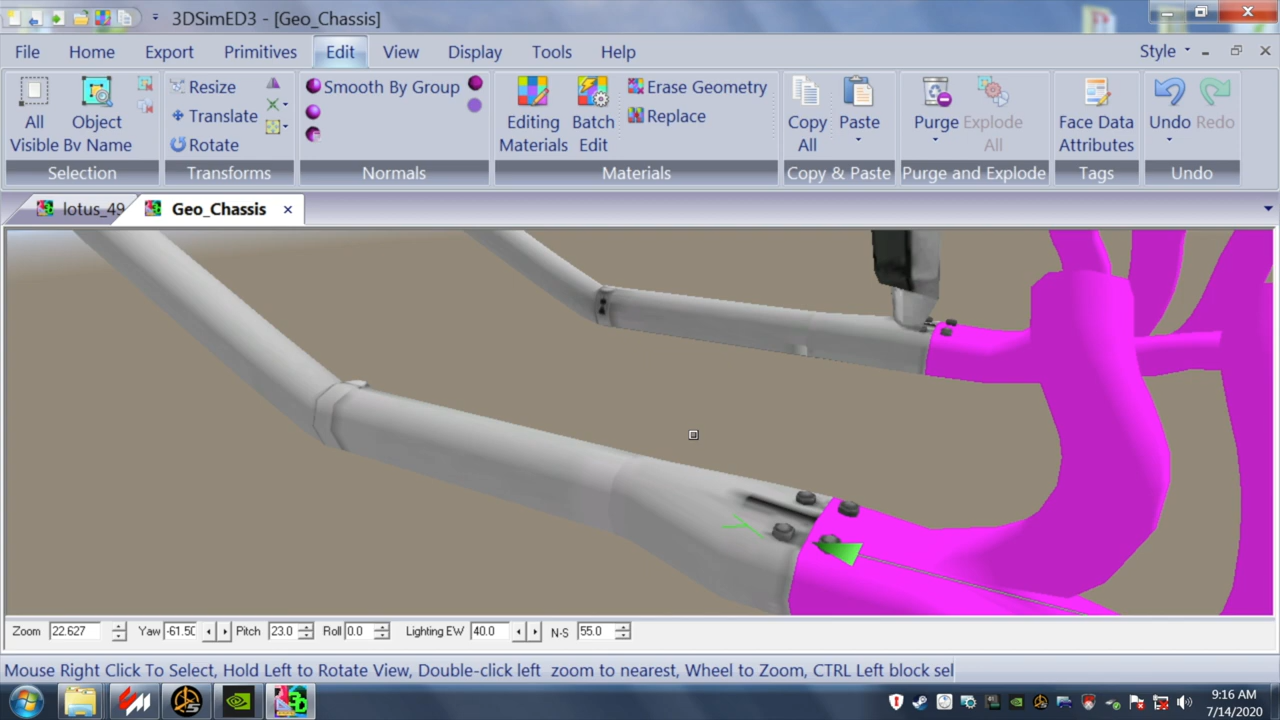 3DSimED3 - [Geo_Chassis]
File Home Export Primitives Edit View Display Tools Help Style
All Visible
Object By Name
Selection
Resize
Translate
Rotate
Transforms
Smooth By Group
Normals
Editing Materials
Batch Edit
Erase Geometry
Replace
Materials
Copy All
Paste
Copy & Paste
Purge
Explode All
Purge and Explode
Face Data Attributes
Tags
Undo
Redo
Undo
lotus_49
Geo_Chassis
Y
Zoom 22.627 Yaw -61.50 Pitch 23.0 Roll 0.0 Lighting EW 40.0 N-S 55.0
Mouse Right Click To Select, Hold Left to Rotate View, Double-click left zoom to nearest, Wheel to Zoom, CTRL Left block sel
9:16 AM
7/14/2020